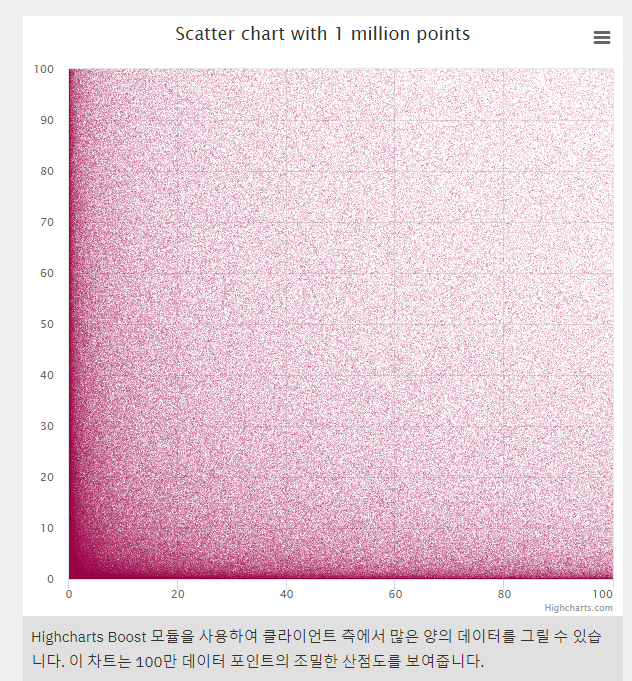 Scatter chart with 1 million points
100
90
80
70
60
50
40
30
20
10
0
0 20 40 60 80 100
Highcharts.com
Highcharts Boost 모듈을 사용하여 클라이언트 측에서 많은 양의 데이터를 그릴 수 있습
니다. 이 차트는 100만 데이터 포인트의 조밀한 산점도를 보여줍니다.